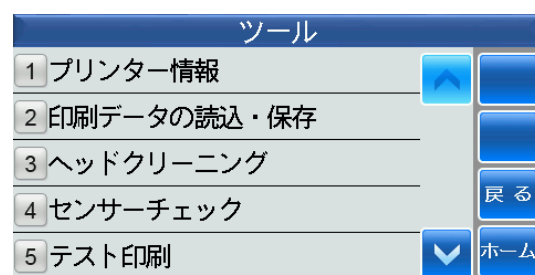 ツール
1 プリンター情報
2 印刷データの読込・保存
3 ヘッドクリーニング
4 センサーチェック
戻る
5 テスト印刷
ホーム